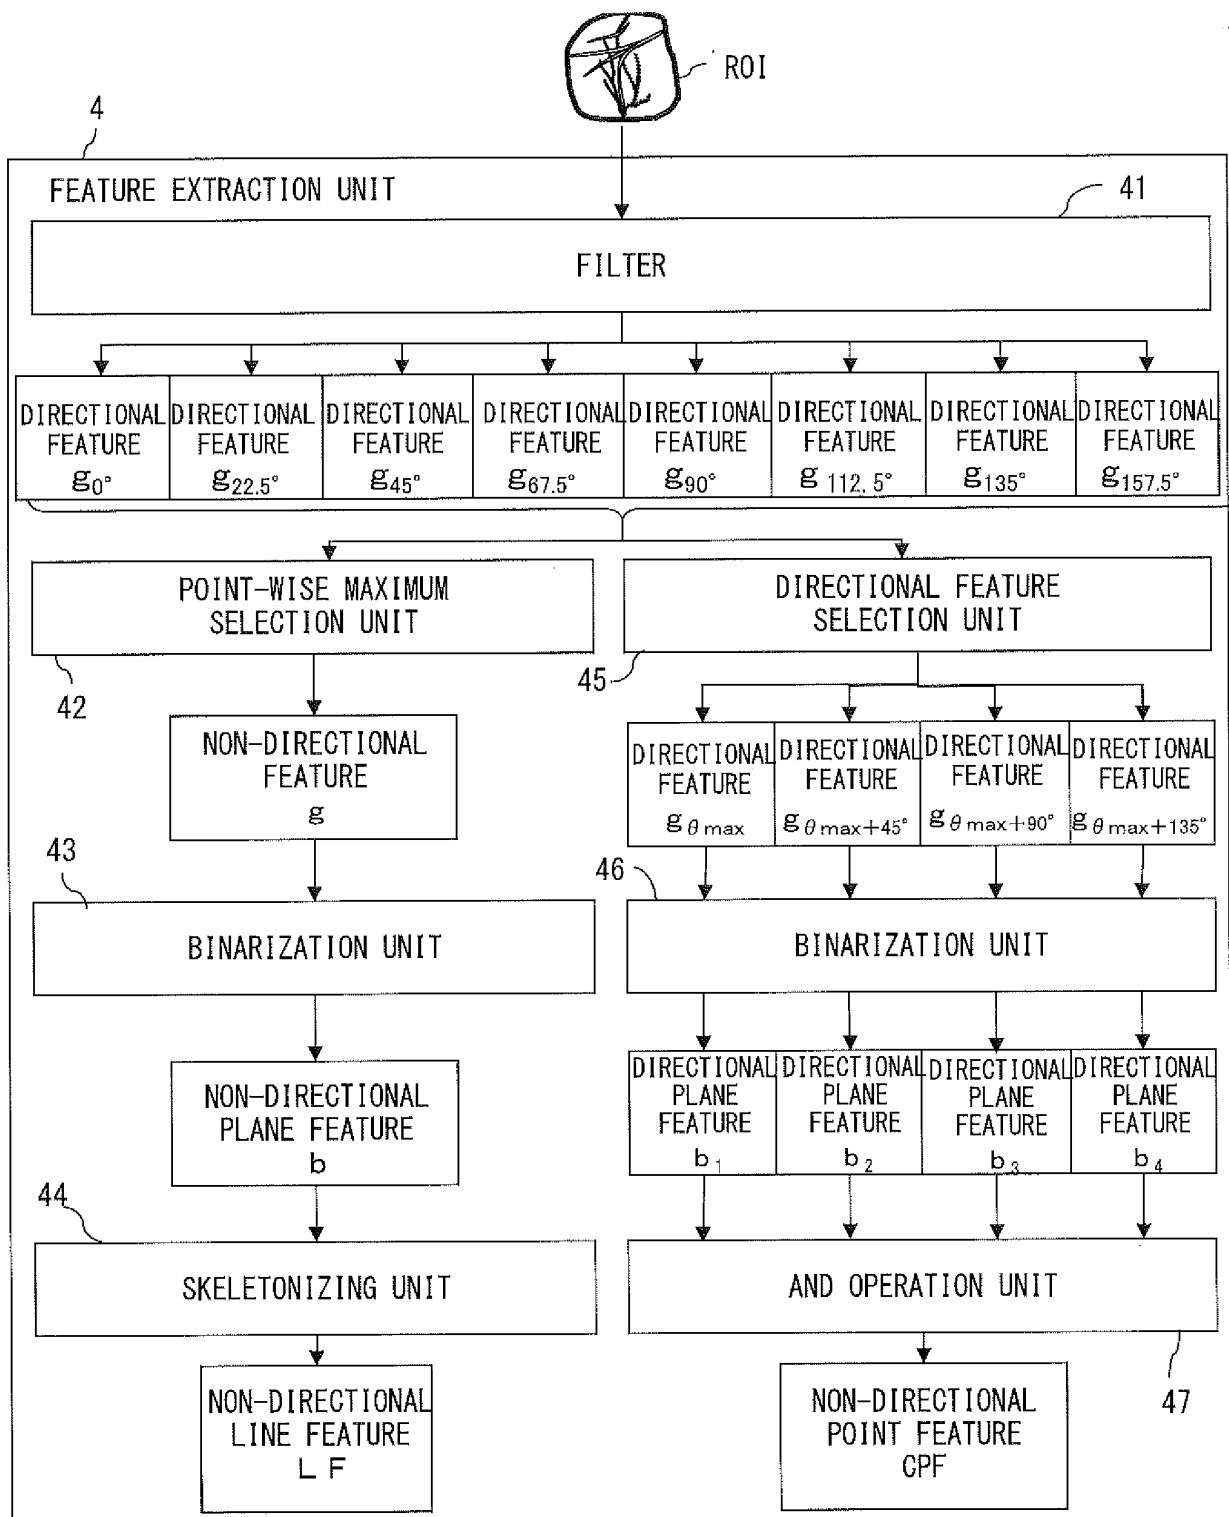 ROI
4
FEATURE EXTRACTION UNIT
41
FILTER
DIRECTIONAL
FEATURE
g0°
DIRECTIONAL
FEATURE
g22.5°
DIRECTIONAL
FEATURE
g45°
DIRECTIONAL
FEATURE
g67.5°
DIRECTIONAL
FEATURE
g90°
DIRECTIONAL
FEATURE
g 112.5°
DIRECTIONAL
FEATURE
g135°
DIRECTIONAL
FEATURE
g157.5°
POINT-WISE MAXIMUM
SELECTION UNIT
42
DIRECTIONAL FEATURE
SELECTION UNIT
45
NON-DIRECTIONAL
FEATURE
g
DIRECTIONAL
FEATURE
gθmax
DIRECTIONAL
FEATURE
gθmax+45°
DIRECTIONAL
FEATURE
gθmax+90°
DIRECTIONAL
FEATURE
gθmax+135°
43
BINARIZATION UNIT
46
BINARIZATION UNIT
NON-DIRECTIONAL
PLANE FEATURE
b
DIRECTIONAL
PLANE
FEATURE
b1
DIRECTIONAL
PLANE
FEATURE
b2
DIRECTIONAL
PLANE
FEATURE
b3
DIRECTIONAL
PLANE
FEATURE
b4
44
SKELETONIZING UNIT
AND OPERATION UNIT
47
NON-DIRECTIONAL
LINE FEATURE
LF
NON-DIRECTIONAL
POINT FEATURE
CPF